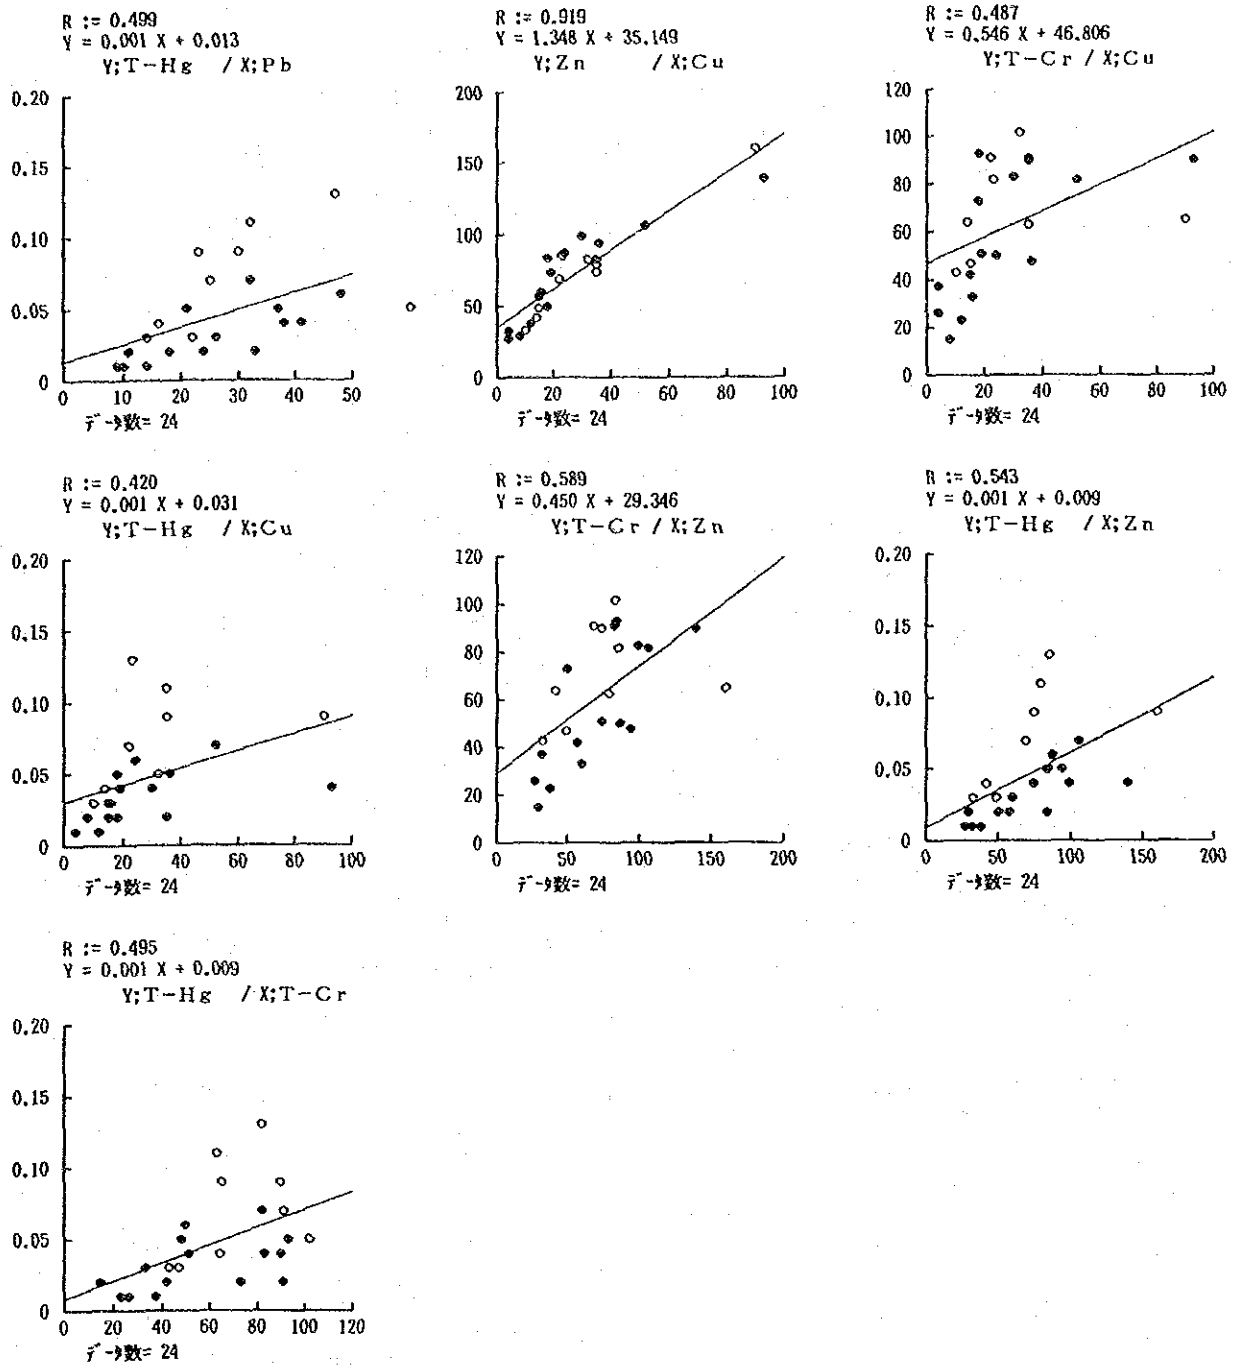 R := 0.499
Y = 0.001 X + 0.013
Y;T-Hg / X;Pb
0.20
0.15
0.10
0.05
0
0 10 20 30 40 50
データ数= 24
R := 0.919
Y = 1.348 X + 35.149
Y;Zn / X;Cu
200
150
100
50
0
0 20 40 60 80 100
データ数= 24
R := 0.487
Y = 0.546 X + 46.806
Y;T-Cr / X;Cu
120
100
80
60
40
20
0
0 20 40 60 80 100
データ数= 24
R := 0.420
Y = 0.001 X + 0.031
Y;T-Hg / X;Cu
0.20
0.15
0.10
0.05
0
0 20 40 60 80 100
データ数= 24
R := 0.589
Y = 0.450 X + 29.346
Y;T-Cr / X;Zn
120
100
80
60
40
20
0
0 50 100 150 200
データ数= 24
R := 0.543
Y = 0.001 X + 0.009
Y;T-Hg / X;Zn
0.20
0.15
0.10
0.05
0
0 50 100 150 200
データ数= 24
R := 0.495
Y = 0.001 X + 0.009
Y;T-Hg / X;T-Cr
0.20
0.15
0.10
0.05
0
0 20 40 60 80 100 120
データ数= 24